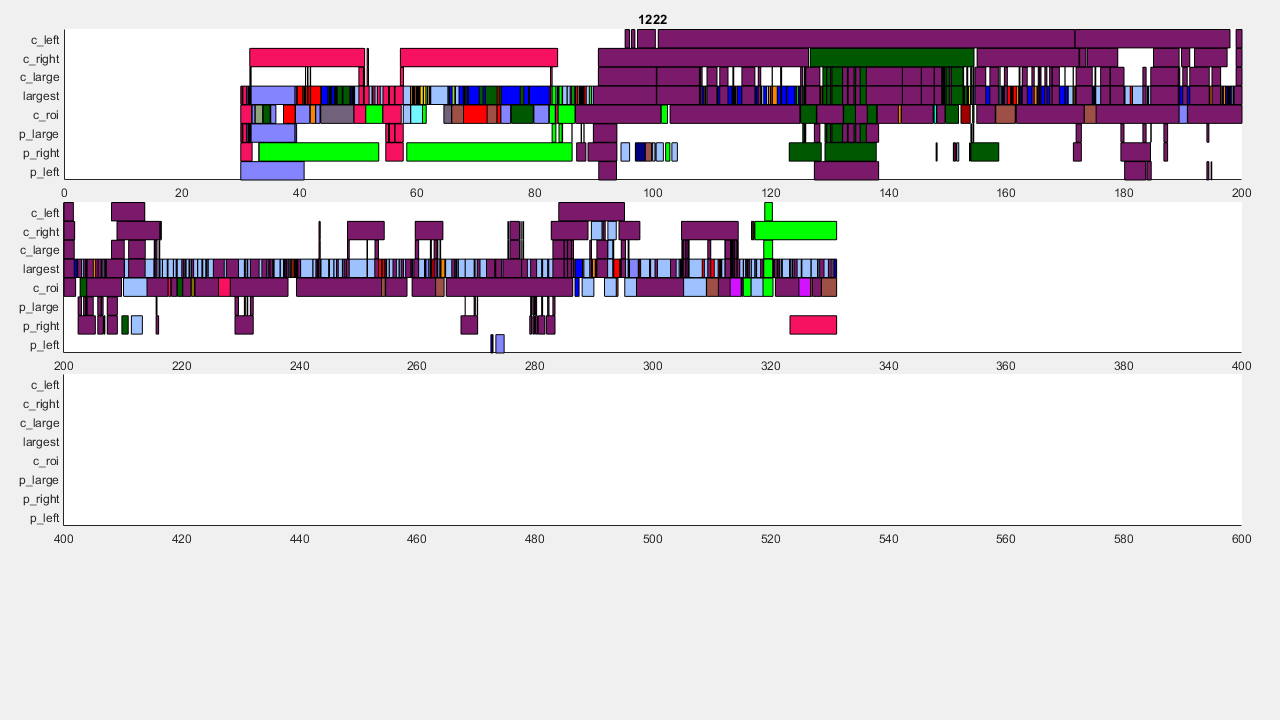 1222
c_left
c_right
c_large
largest
c_roi
p_large
p_right
p_left
0 20 40 60 80 100 120 140 160 180 200
c_left
c_right
c_large
largest
c_roi
p_large
p_right
p_left
200 220 240 260 280 300 320 340 360 380 400
c_left
c_right
c_large
largest
c_roi
p_large
p_right
p_left
400 420 440 460 480 500 520 540 560 580 600